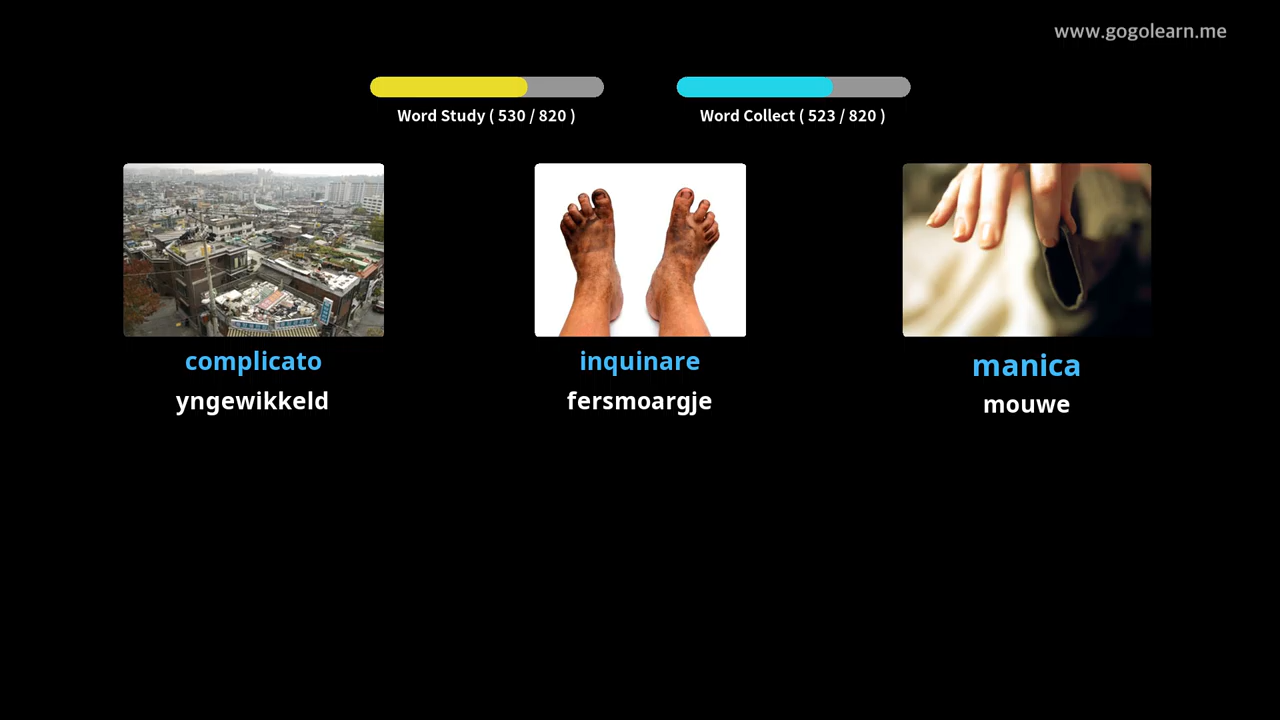 www.gogolearn.me
Word Study ( 530 / 820 )
Word Collect ( 523 / 820 )
complicato
inquinare
manica
yngewikkeld
fersmoargje
mouwe